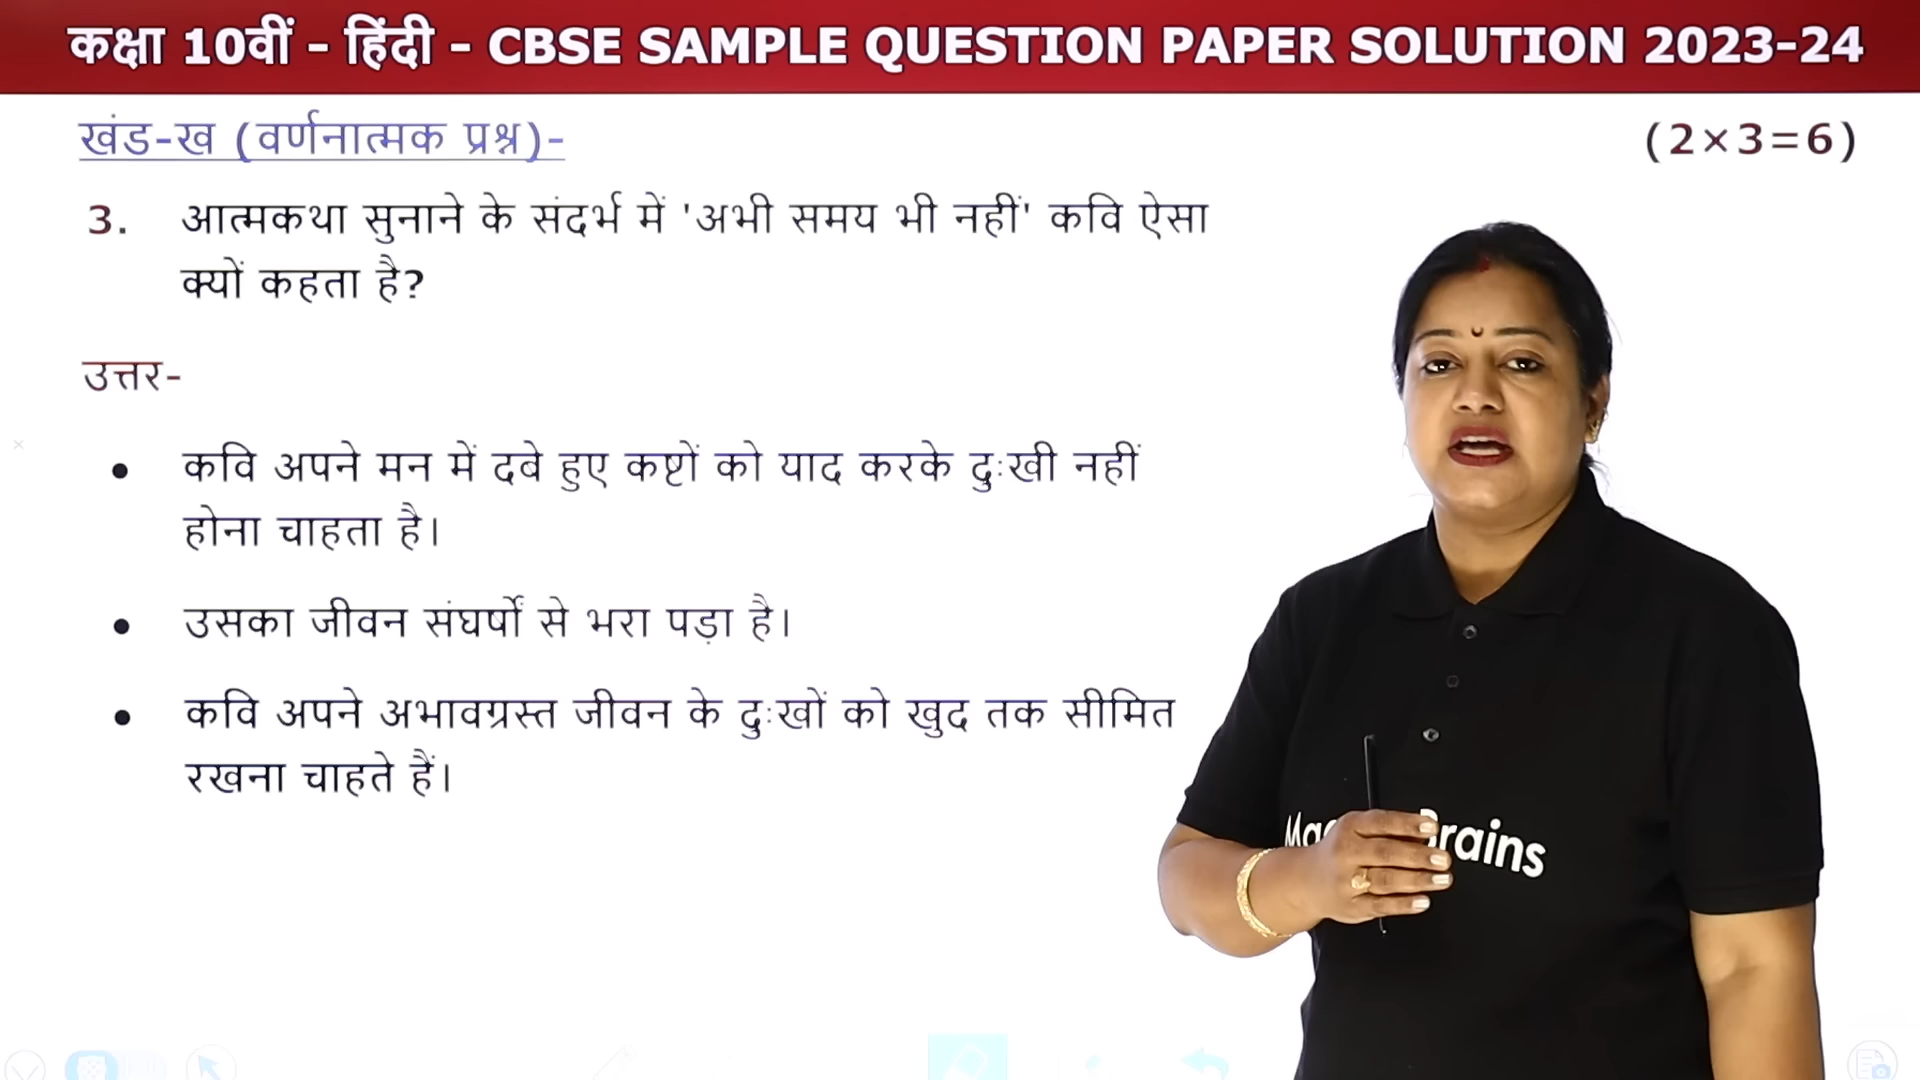 कक्षा 10वीं - हिंदी - CBSE SAMPLE QUESTION PAPER SOLUTION 2023-24
खंड-ख (वर्णनात्मक प्रश्न)- (2×3=6)
3. आत्मकथा सुनाने के संदर्भ में 'अभी समय भी नहीं' कवि ऐसा
क्यों कहता है?
उत्तर-
• कवि अपने मन में दबे हुए कष्टों को याद करके दुःखी नहीं
होना चाहता है।
• उसका जीवन संघर्षों से भरा पड़ा है।
• कवि अपने अभावग्रस्त जीवन के दुःखों को खुद तक सीमित
रखना चाहते हैं।